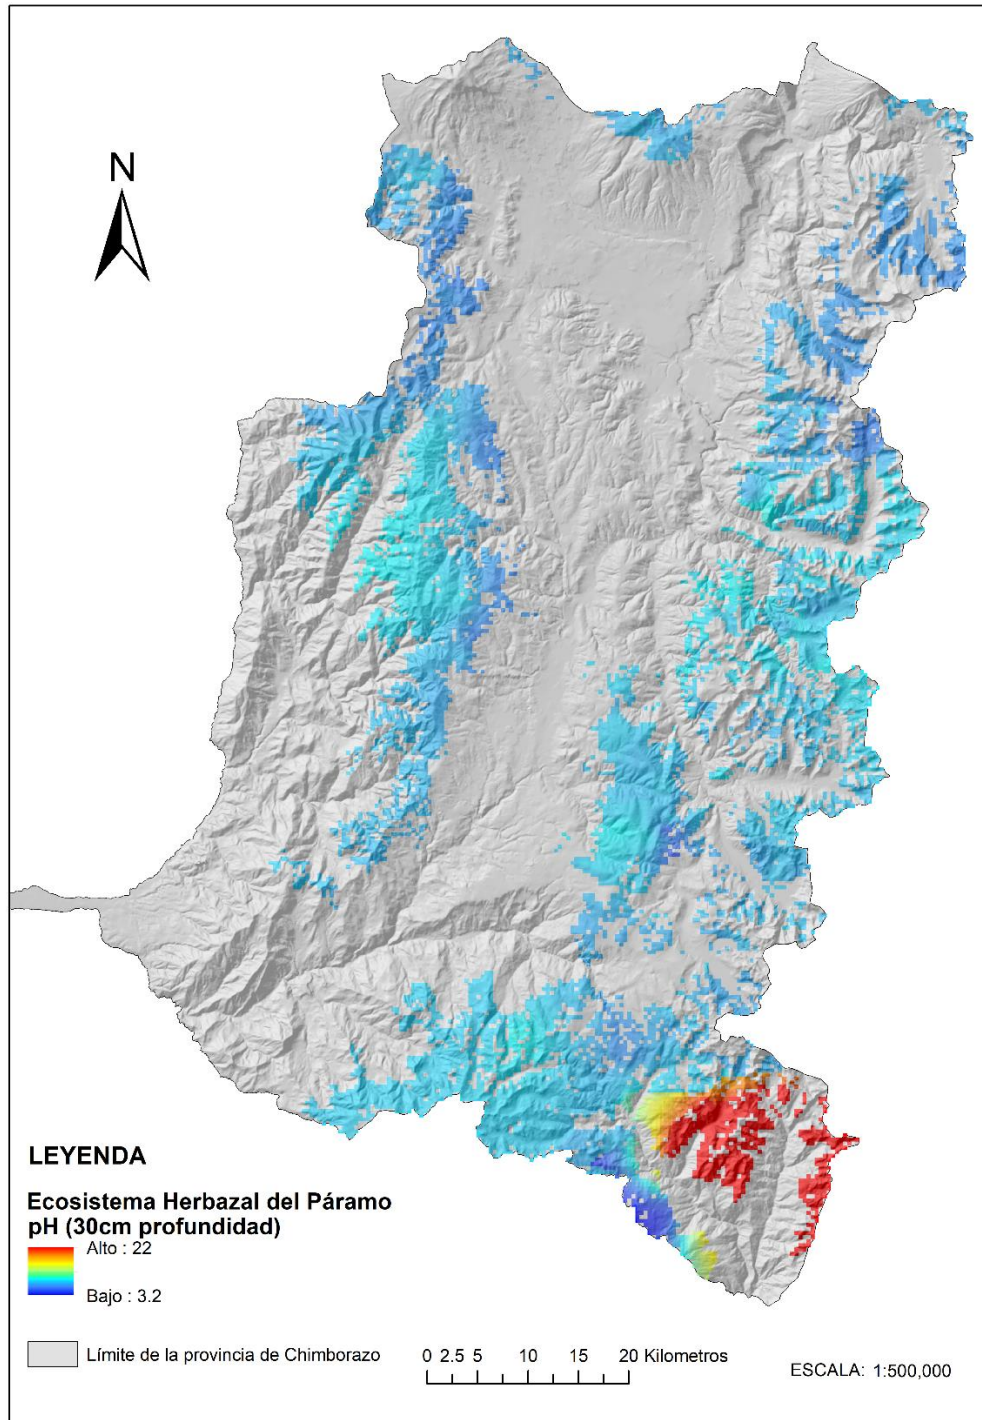 N
LEYENDA
Ecosistema Herbazal del Páramo
pH (30cm profundidad)
Alto : 22
Bajo : 3.2
Límite de la provincia de Chimborazo
0 2.5 5 10 15 20 Kilometros
ESCALA: 1:500,000